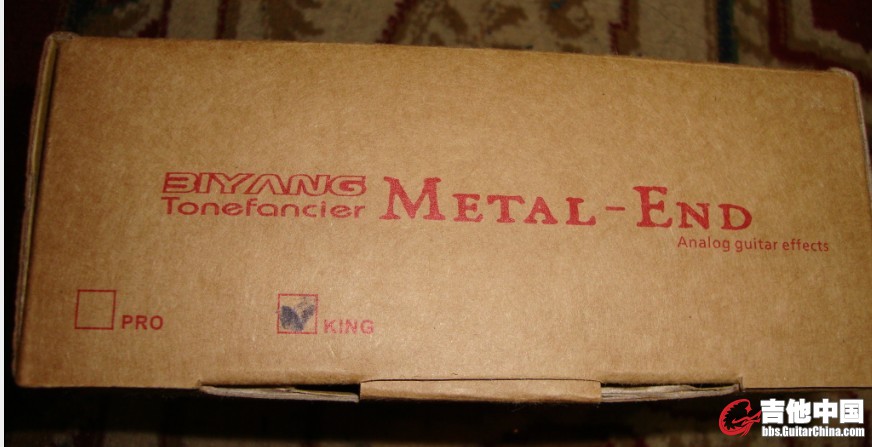 BIYANG
Tonefancier
METAL-END
Analog guitar effects
PRO
KING
吉他中国
bbs.GuitarChina.com